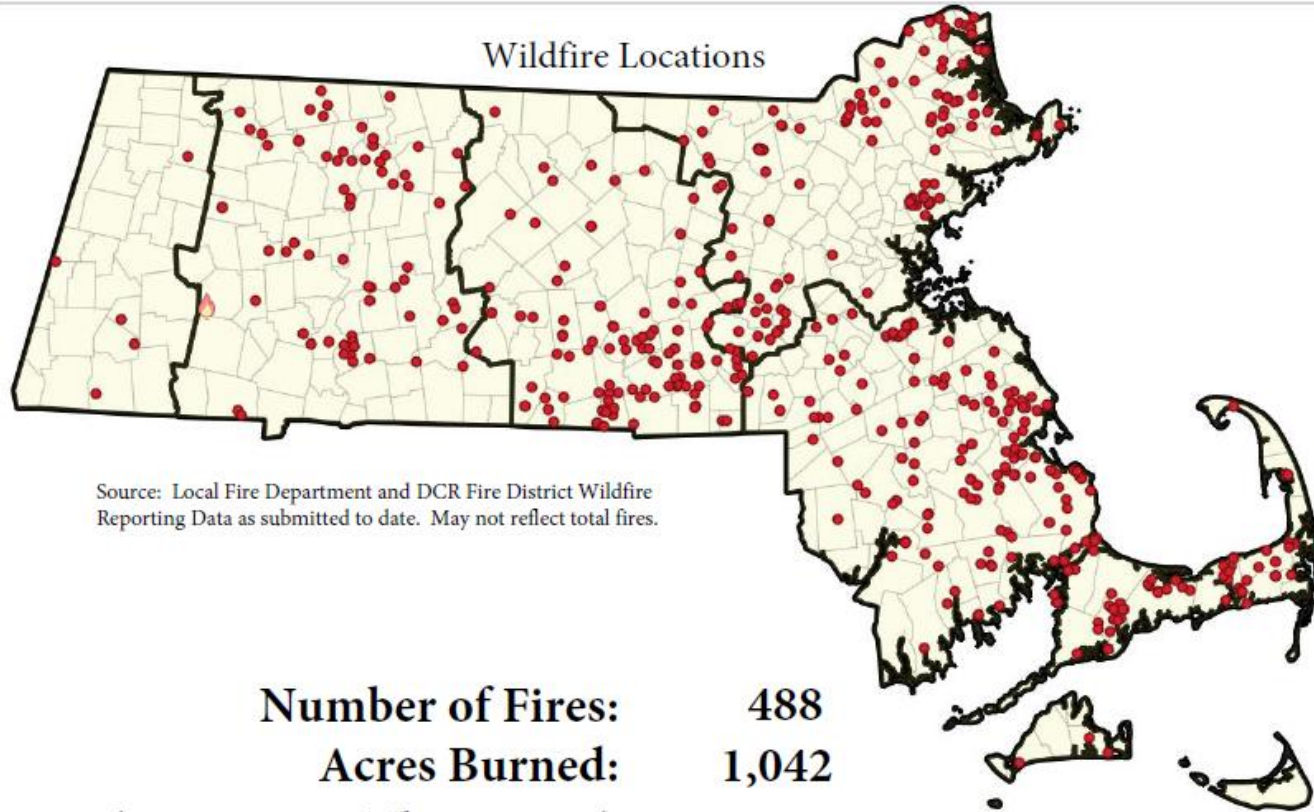 Wildfire Locations
Source: Local Fire Department and DCR Fire District Wildfire
Reporting Data as submitted to date. May not reflect total fires.
Number of Fires: 488
Acres Burned: 1,042